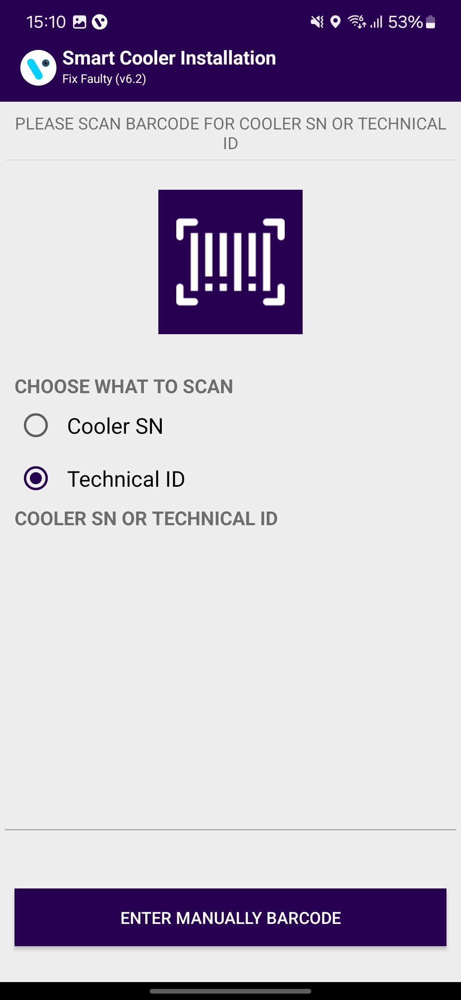 15:10
53%
Smart Cooler Installation
Fix Faulty (v6.2)
PLEASE SCAN BARCODE FOR COOLER SN OR TECHNICAL
ID
CHOOSE WHAT TO SCAN
Cooler SN
Technical ID
COOLER SN OR TECHNICAL ID
ENTER MANUALLY BARCODE